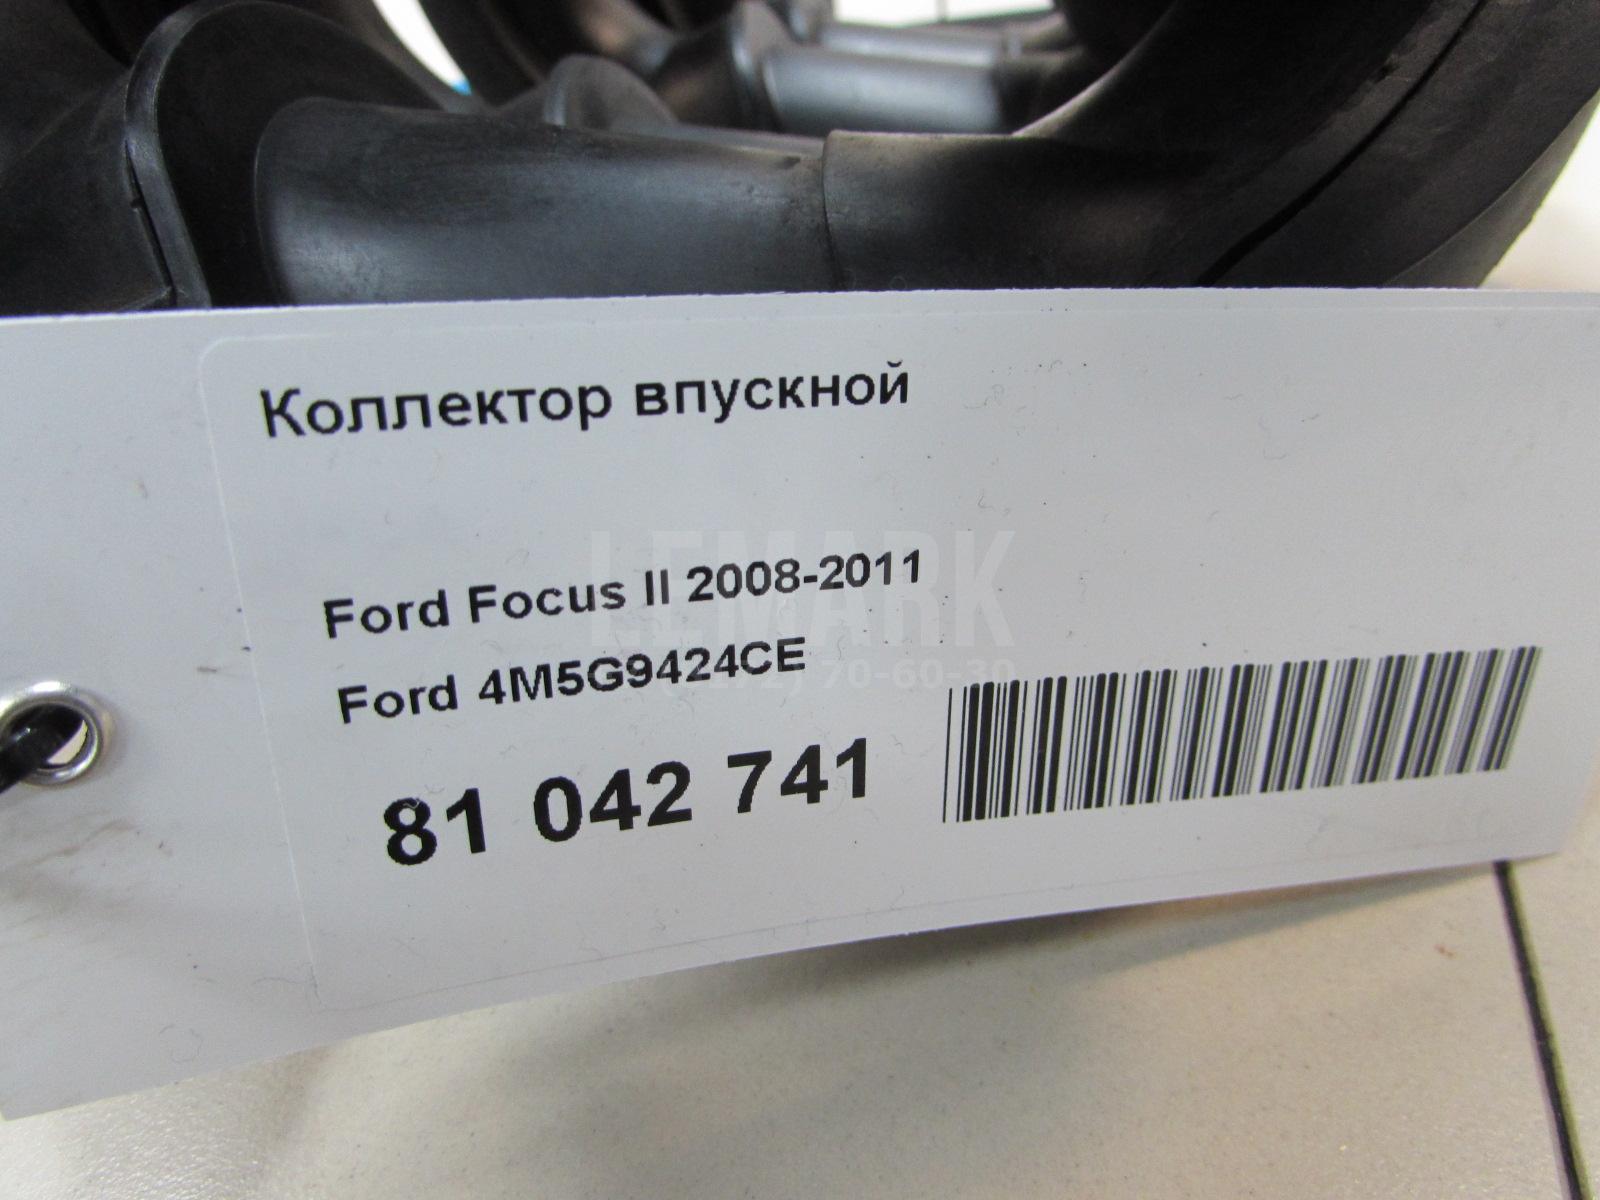 Коллектор впускной
LEMARK
Ford Focus II 2008-2011
Ford 4M5G9424CE
70-60-30
81 042 741